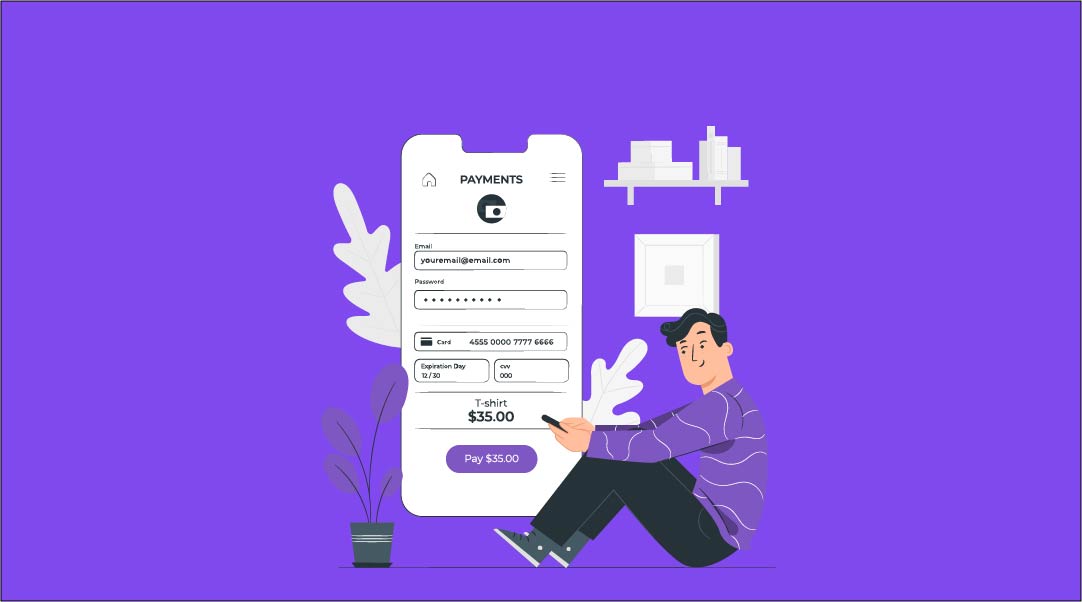 PAYMENTS
Email
youremail@email.com
Password
Card 4555 0000 7777 6666
Expiration Day cvv
12 / 30 000
T-shirt
$35.00
Pay $35.00